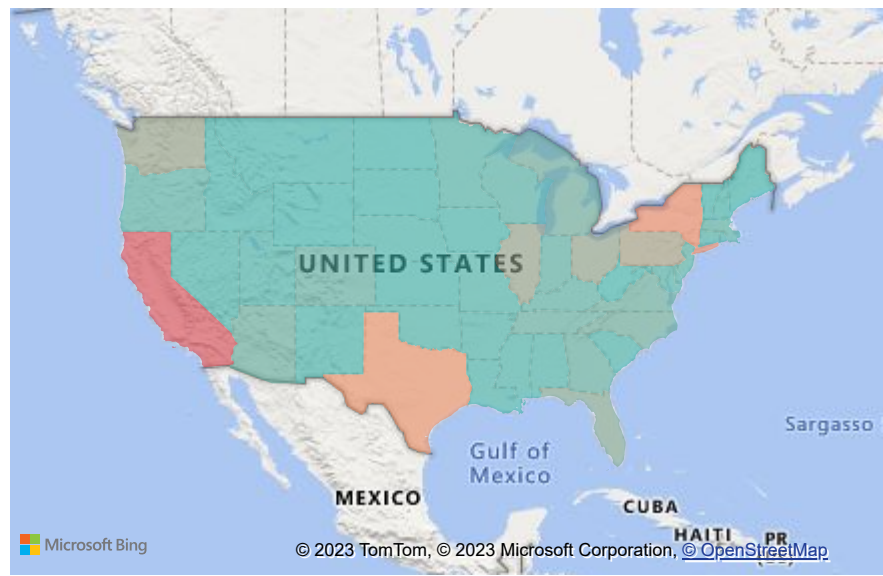 UNITED STATES
Sargasso
Gulf of
Mexico
MEXICO
CUBA
HAITI
PR
Microsoft Bing
© 2023 TomTom, © 2023 Microsoft Corporation, © OpenStreetMap